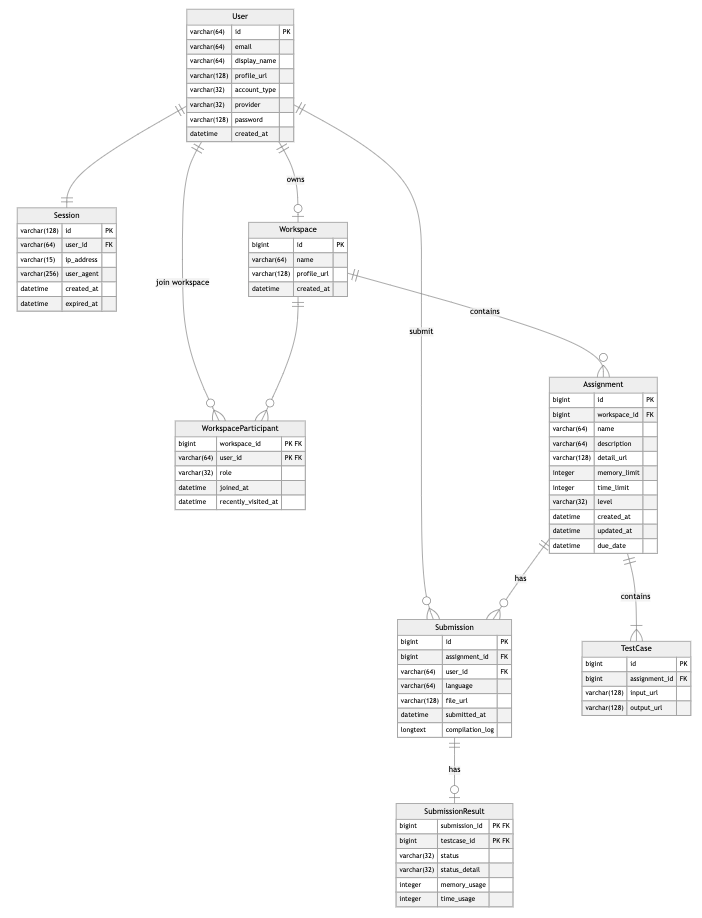 User
varchar(64) id PK
varchar(64) email
varchar(64) display_name
varchar(128) profile_url
varchar(32) account_type
varchar(32) provider
varchar(128) password
datetime created_at
owns
Session
varchar(128) id PK
varchar(64) user_id FK
varchar(15) ip_address
varchar(256) user_agent
datetime created_at
datetime expired_at
Workspace
bigint id PK
varchar(64) name
varchar(128) profile_url
datetime created_at
join workspace
contains
submit
WorkspaceParticipant
bigint workspace_id PK FK
varchar(64) user_id PK FK
varchar(32) role
datetime joined_at
datetime recently_visited_at
Assignment
bigint id PK
bigint workspace_id FK
varchar(64) name
varchar(64) description
varchar(128) detail_url
integer memory_limit
integer time_limit
varchar(32) level
datetime created_at
datetime updated_at
datetime due_date
has
contains
Submission
bigint id PK
bigint assignment_id FK
varchar(64) user_id FK
varchar(64) language
varchar(128) file_url
datetime submitted_at
longtext compilation_log
TestCase
bigint id PK
bigint assignment_id FK
varchar(128) input_url
varchar(128) output_url
has
SubmissionResult
bigint submission_id PK FK
bigint testcase_id PK FK
varchar(32) status
varchar(32) status_detail
integer memory_usage
integer time_usage